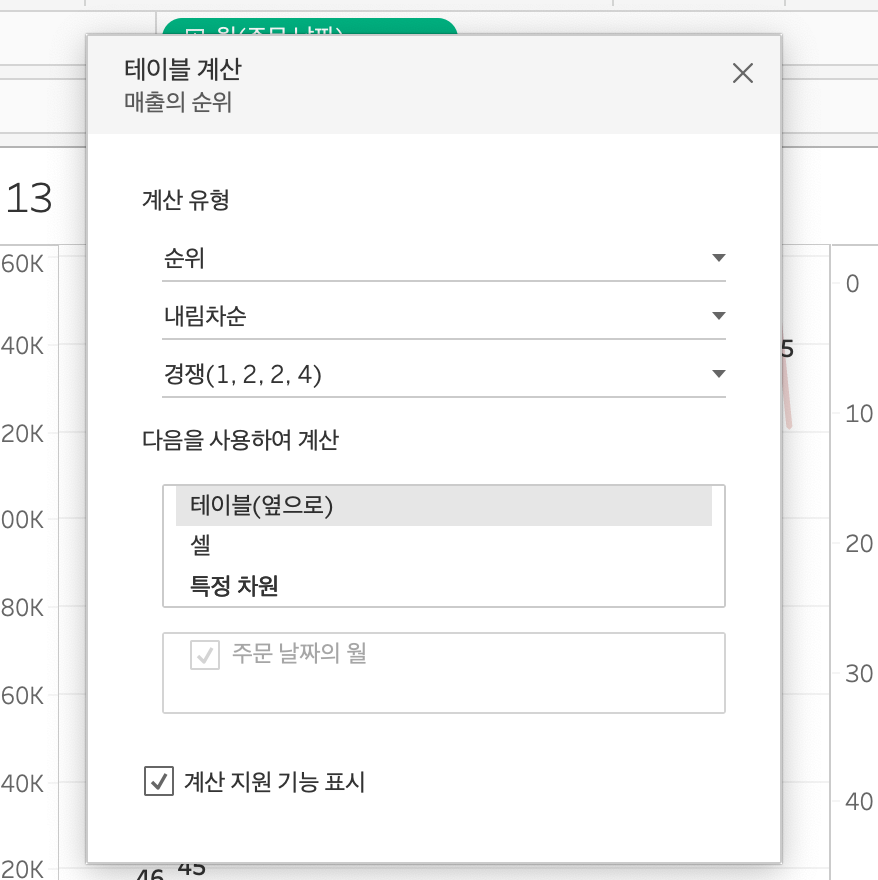 테이블 계산
매출의 순위
13
계산 유형
순위
내림차순
경쟁(1, 2, 2, 4)
다음을 사용하여 계산
테이블(옆으로)
셀
특정 차원
주문 날짜의 월
계산 지원 기능 표시
60K
40K
20K
00K
80K
60K
40K
20K
0
10
20
30
40
5
46
45